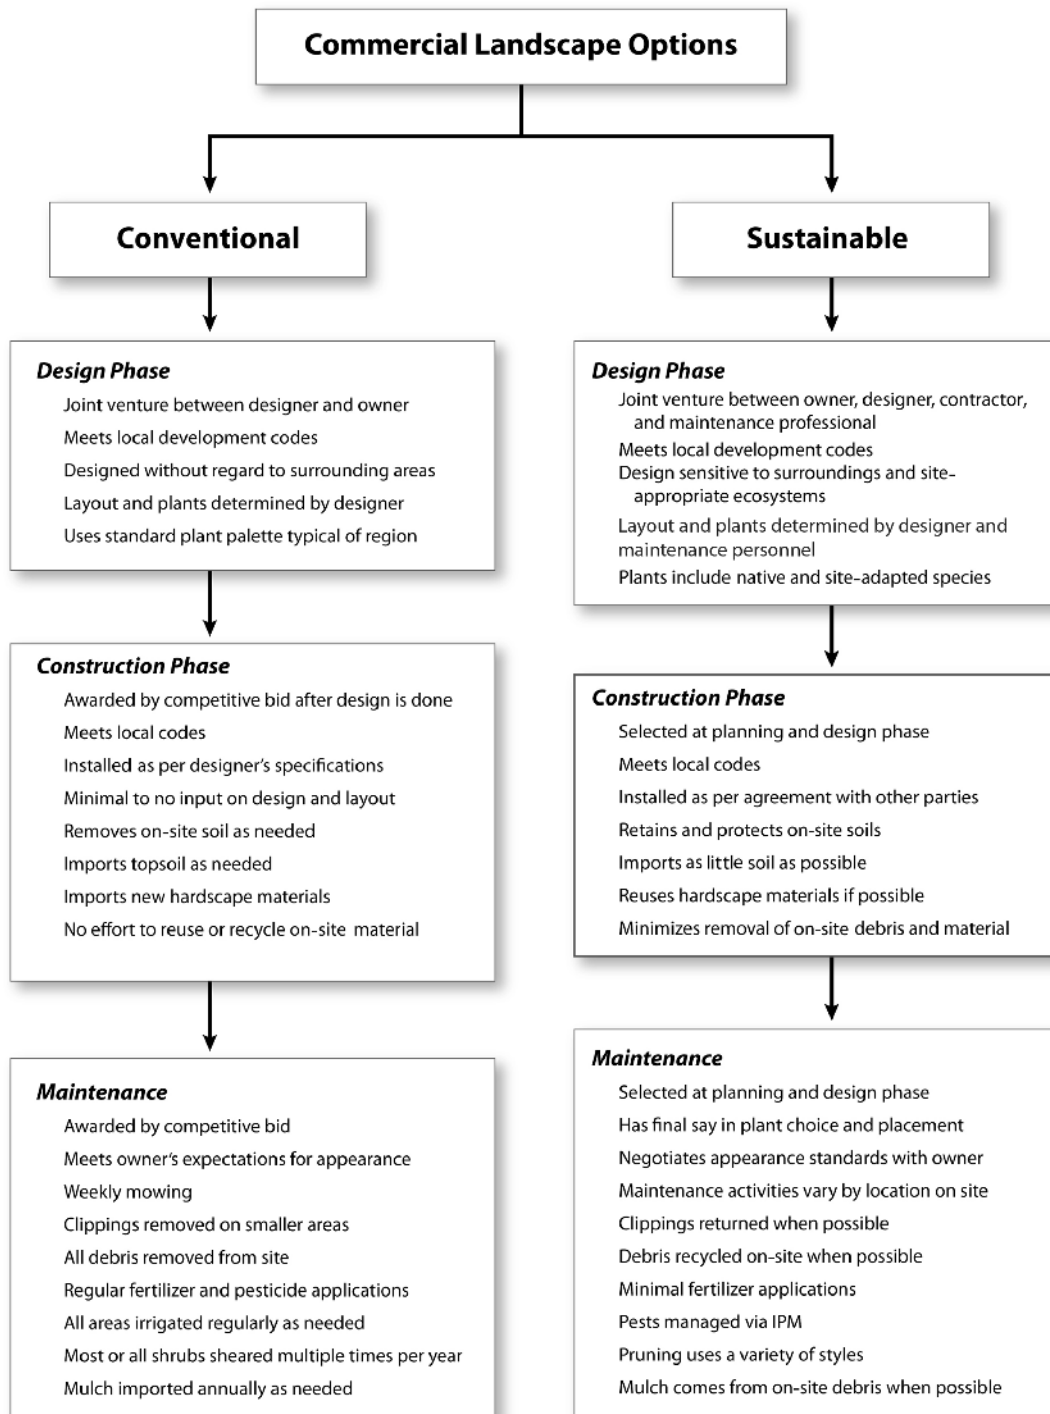 Commercial Landscape Options
Conventional
Design Phase
Joint venture between designer and owner
Meets local development codes
Designed without regard to surrounding areas
Layout and plants determined by designer
Uses standard plant palette typical of region
Construction Phase
Awarded by competitive bid after design is done
Meets local codes
Installed as per designer's specifications
Minimal to no input on design and layout
Removes on-site soil as needed
Imports topsoil as needed
Imports new hardscape materials
No effort to reuse or recycle on-site material
Maintenance
Awarded by competitive bid
Meets owner's expectations for appearance
Weekly mowing
Clippings removed on smaller areas
All debris removed from site
Regular fertilizer and pesticide applications
All areas irrigated regularly as needed
Most or all shrubs sheared multiple times per year
Mulch imported annually as needed
Sustainable
Design Phase
Joint venture between owner, designer, contractor,
and maintenance professional
Meets local development codes
Design sensitive to surroundings and site-
appropriate ecosystems
Layout and plants determined by designer and
maintenance personnel
Plants include native and site-adapted species
Construction Phase
Selected at planning and design phase
Meets local codes
Installed as per agreement with other parties
Retains and protects on-site soils
Imports as little soil as possible
Reuses hardscape materials if possible
Minimizes removal of on-site debris and material
Maintenance
Selected at planning and design phase
Has final say in plant choice and placement
Negotiates appearance standards with owner
Maintenance activities vary by location on site
Clippings returned when possible
Debris recycled on-site when possible
Minimal fertilizer applications
Pests managed via IPM
Pruning uses a variety of styles
Mulch comes from on-site debris when possible